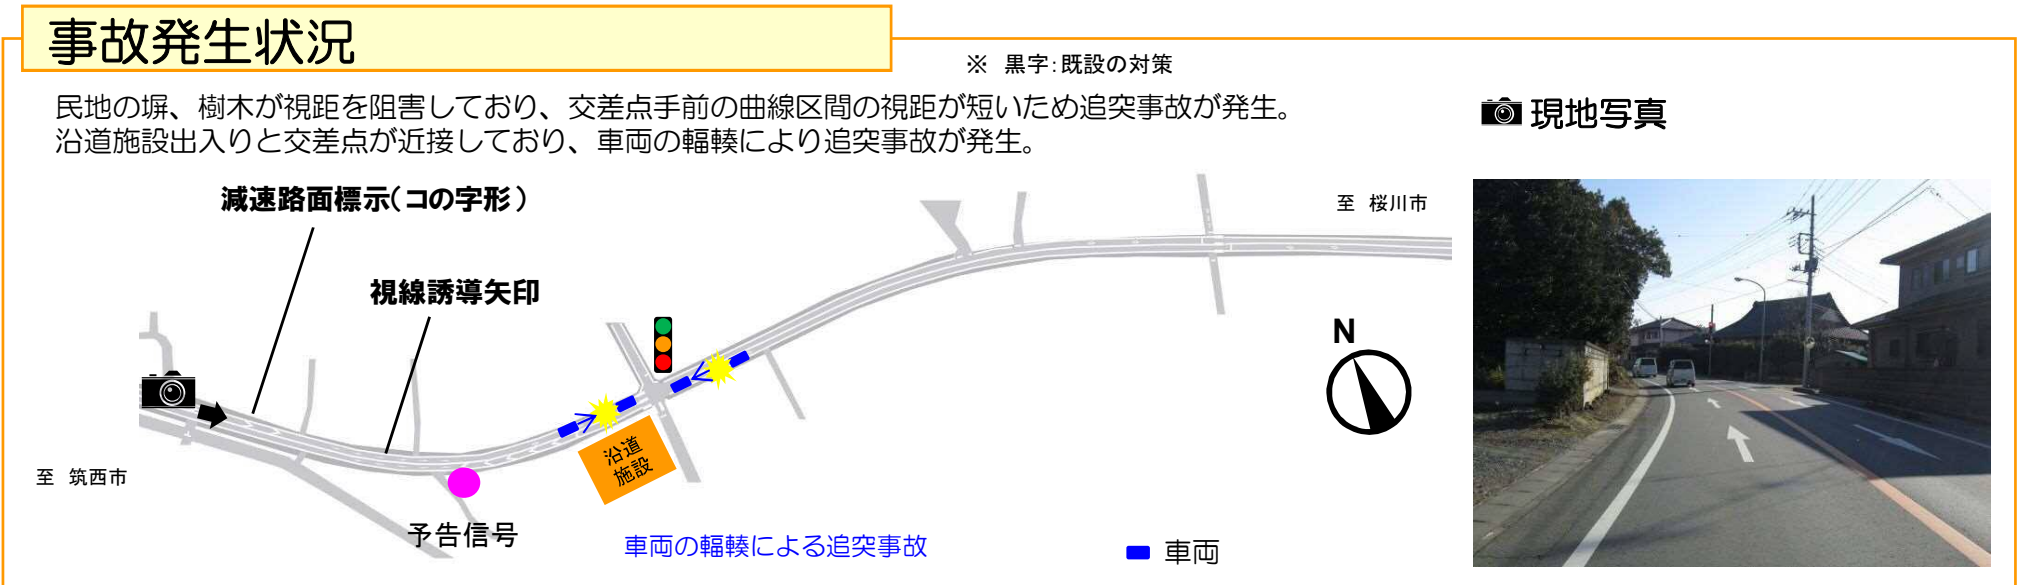 事故発生状況
※ 黒字:既設の対策
民地の塀、樹木が視距を阻害しており、交差点手前の曲線区間の視距が短いため追突事故が発生。
沿道施設出入りと交差点が近接しており、車両の輻輳により追突事故が発生。
現地写真
減速路面標示(コの字形)
至 桜川市
視線誘導矢印
N
沿道
施設
至 筑西市
予告信号
車両の輻輳による追突事故
車両